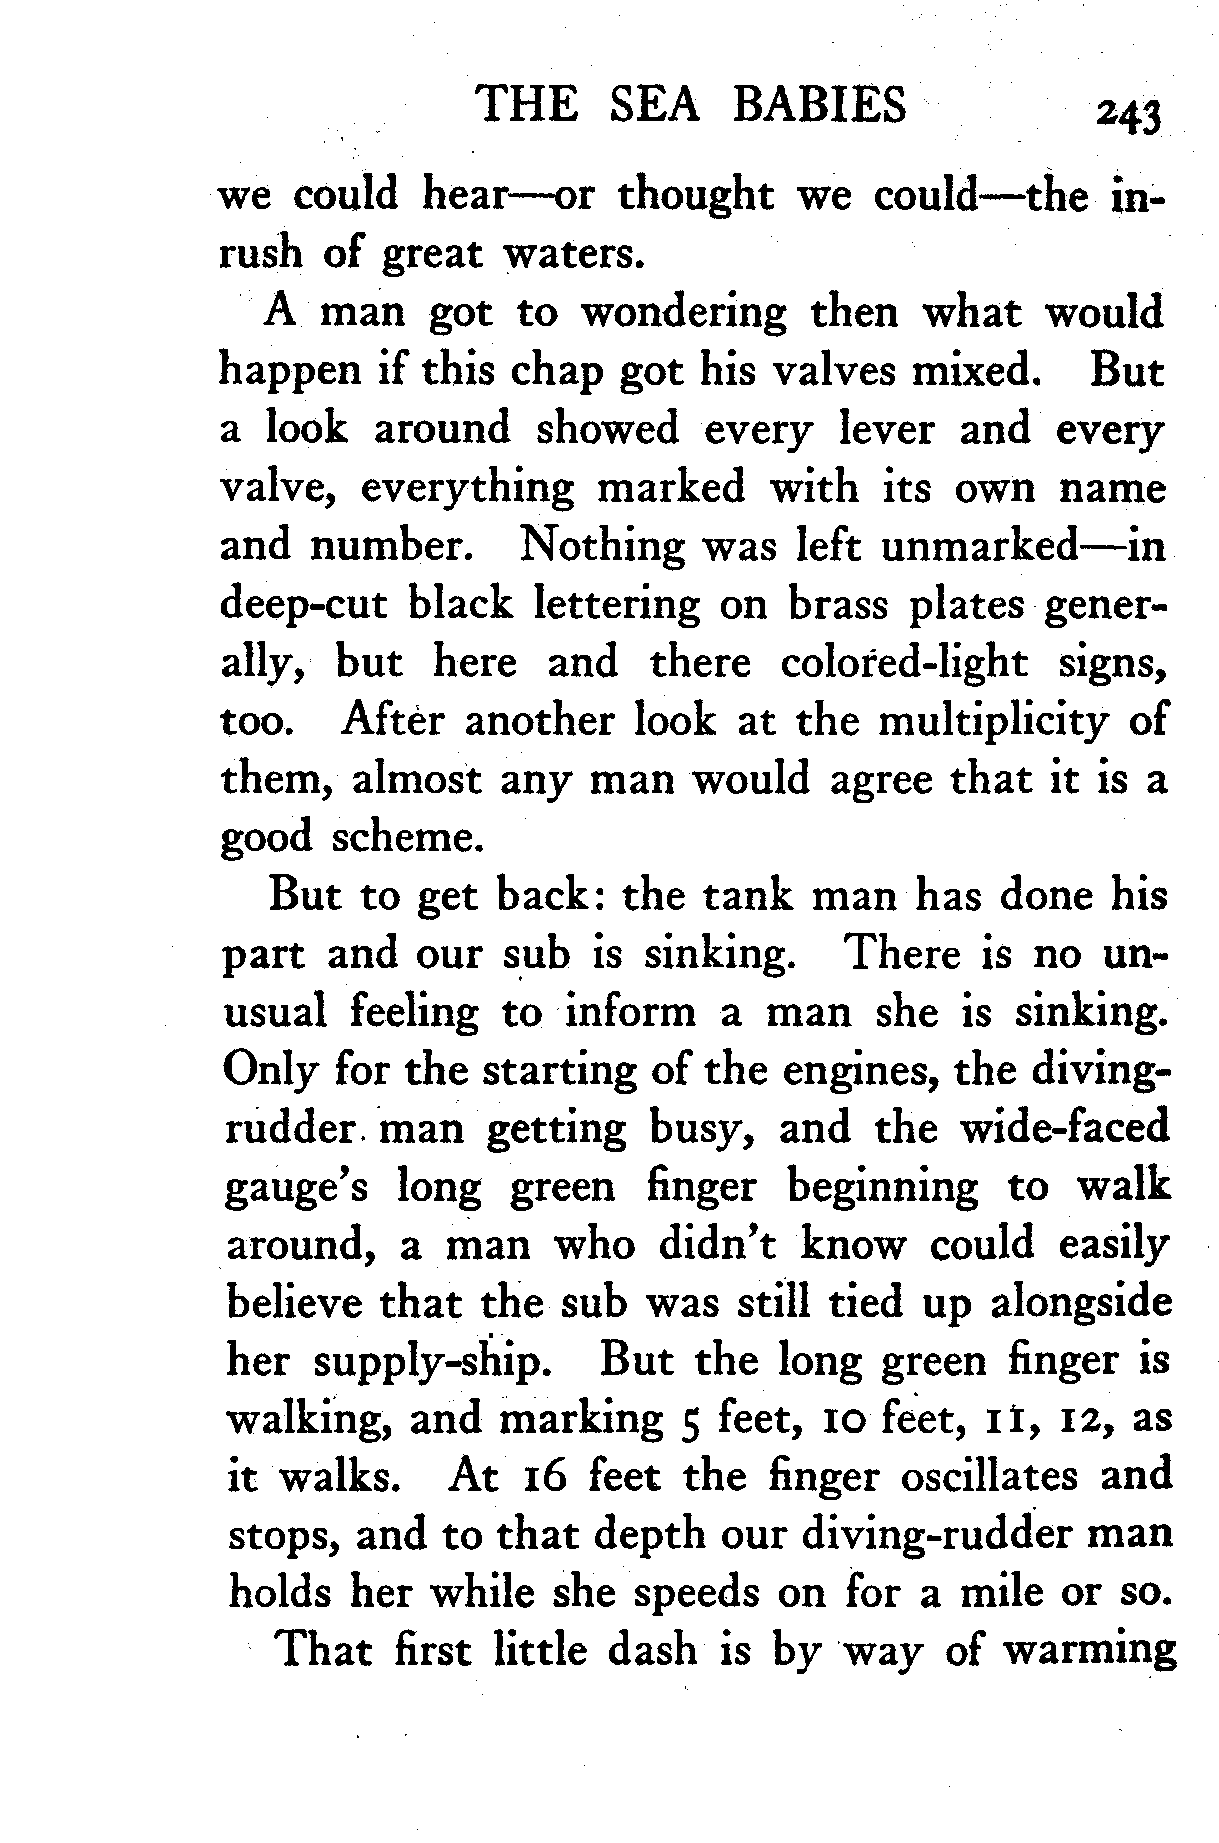 THE SEA BABIES 243
we could hear—or thought we could—the in-
rush of great waters.
A man got to wondering then what would
happen if this chap got his valves mixed. But
a look around showed every lever and every
valve, everything marked with its own name
and number. Nothing was left unmarked—in
deep-cut black lettering on brass plates gener-
ally, but here and there colored-light signs,
too. After another look at the multiplicity of
them, almost any man would agree that it is a
good scheme.
But to get back: the tank man has done his
part and our sub is sinking. There is no un-
usual feeling to inform a man she is sinking.
Only for the starting of the engines, the diving-
rudder man getting busy, and the wide-faced
gauge's long green finger beginning to walk
around, a man who didn't know could easily
believe that the sub was still tied up alongside
her supply-ship. But the long green finger is
walking, and marking 5 feet, 10 feet, 11, 12, as
it walks. At 16 feet the finger oscillates and
stops, and to that depth our diving-rudder man
holds her while she speeds on for a mile or so.
That first little dash is by way of warming